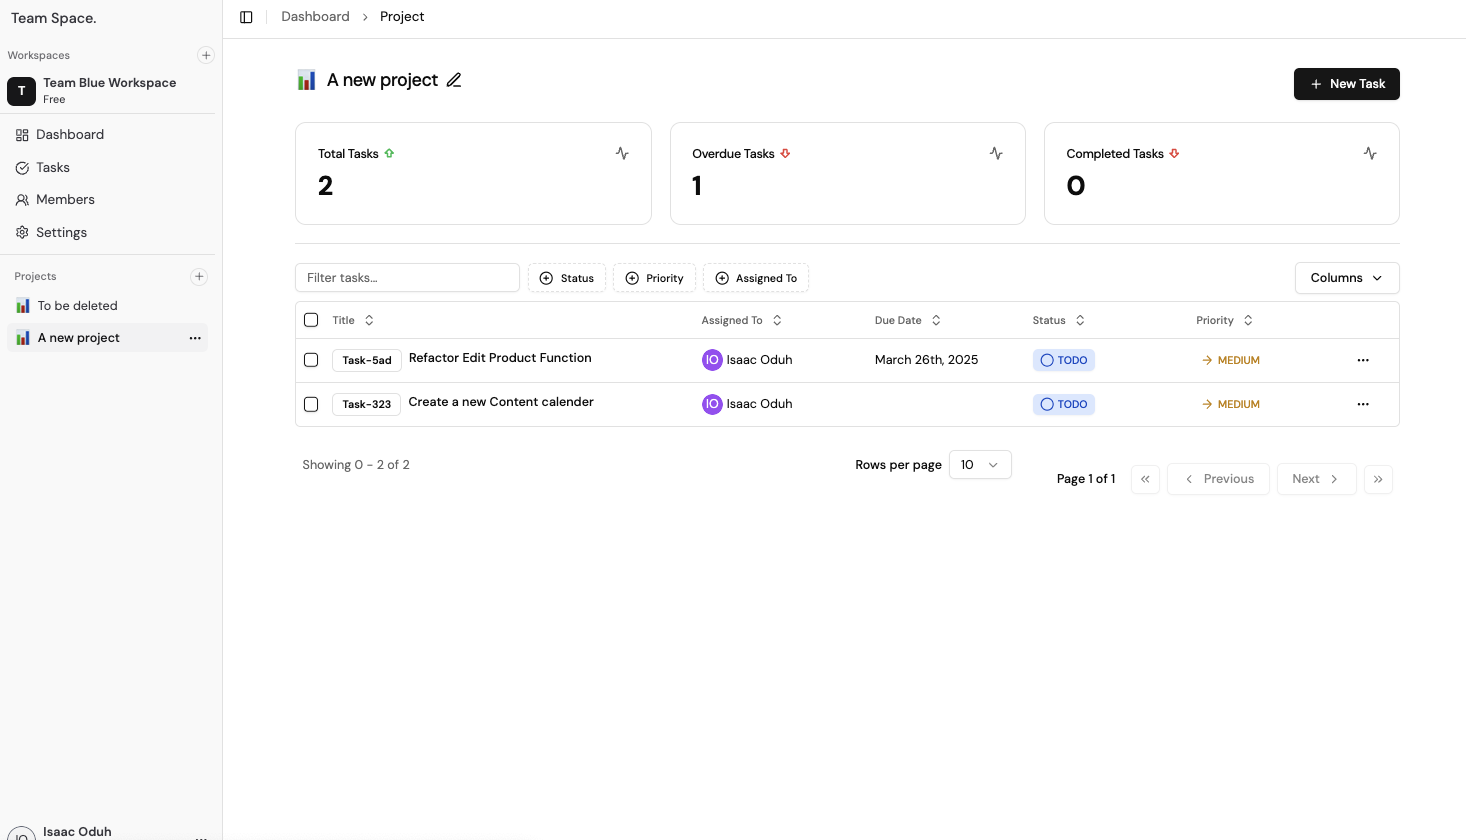 Team Space.
Workspaces
T
Team Blue Workspace
Free
Dashboard
Tasks
Members
Settings
Projects
To be deleted
A new project
IO
Isaac Oduh
Dashboard > Project
A new project
New Task
Total Tasks
2
Overdue Tasks
1
Completed Tasks
0
Filter tasks...
Status
Priority
Assigned To
Columns
Title
Assigned To
Due Date
Status
Priority
Task-5ad Refactor Edit Product Function
IO Isaac Oduh
March 26th, 2025
TODO
MEDIUM
Task-323 Create a new Content calender
IO Isaac Oduh
TODO
MEDIUM
Showing 0 - 2 of 2
Rows per page 10
Page 1 of 1
Previous
Next